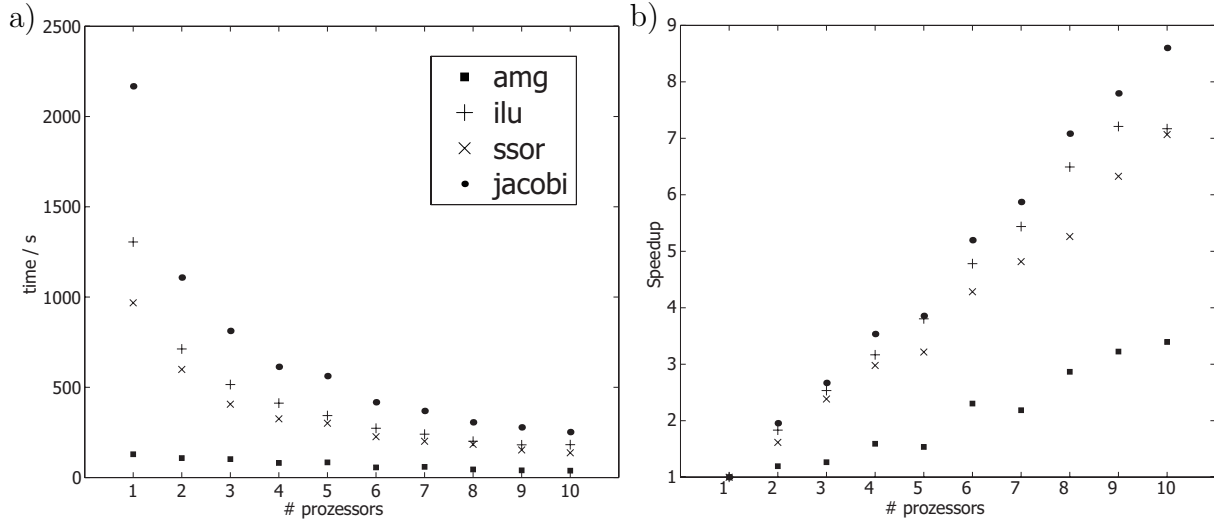 a)
2500
2000
1500
1000
500
0
time / s
amg
ilu
ssor
jacobi
1 2 3 4 5 6 7 8 9 10
# prozessors
b)
9
8
7
6
5
4
3
2
1
Speedup
1 2 3 4 5 6 7 8 9 10
# prozessors